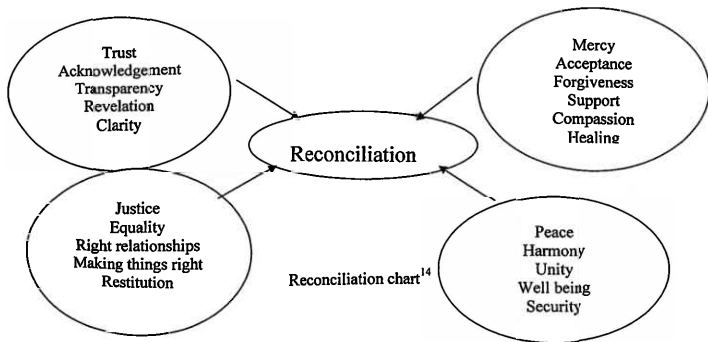 Trust
Acknowledgement
Transparency
Revelation
Clarity
Mercy
Acceptance
Forgiveness
Support
Compassion
Healing
Reconciliation
Justice
Equality
Right relationships
Making things right
Restitution
Peace
Harmony
Unity
Well being
Security
Reconciliation chart¹⁴